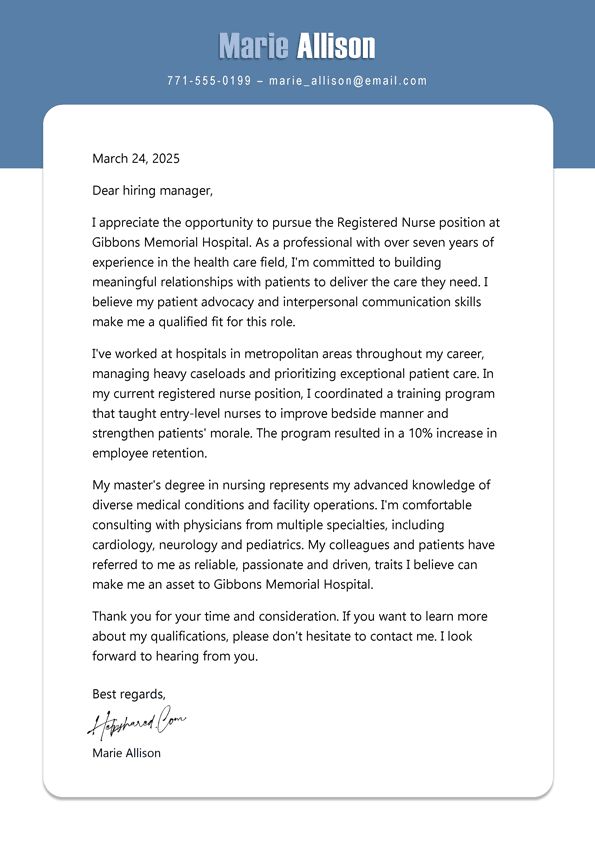 Marie Allison
771-555-0199 – marie_allison@email.com
March 24, 2025
Dear hiring manager,
I appreciate the opportunity to pursue the Registered Nurse position at
Gibbons Memorial Hospital. As a professional with over seven years of
experience in the health care field, I'm committed to building
meaningful relationships with patients to deliver the care they need. I
believe my patient advocacy and interpersonal communication skills
make me a qualified fit for this role.
I've worked at hospitals in metropolitan areas throughout my career,
managing heavy caseloads and prioritizing exceptional patient care. In
my current registered nurse position, I coordinated a training program
that taught entry-level nurses to improve bedside manner and
strengthen patients' morale. The program resulted in a 10% increase in
employee retention.
My master's degree in nursing represents my advanced knowledge of
diverse medical conditions and facility operations. I'm comfortable
consulting with physicians from multiple specialties, including
cardiology, neurology and pediatrics. My colleagues and patients have
referred to me as reliable, passionate and driven, traits I believe can
make me an asset to Gibbons Memorial Hospital.
Thank you for your time and consideration. If you want to learn more
about my qualifications, please don't hesitate to contact me. I look
forward to hearing from you.
Best regards,
Marie Allison